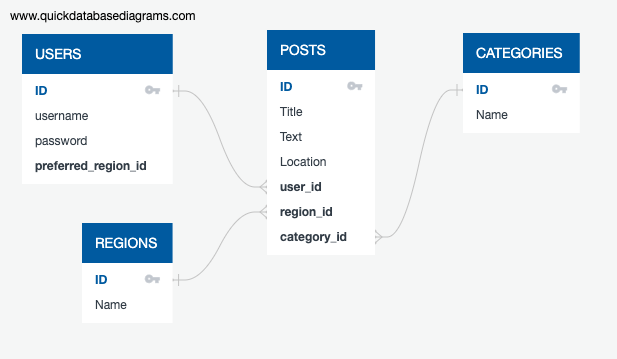 www.quickdatabasediagrams.com
USERS
ID
username
password
preferred_region_id
POSTS
ID
Title
Text
Location
user_id
region_id
category_id
CATEGORIES
ID
Name
REGIONS
ID
Name